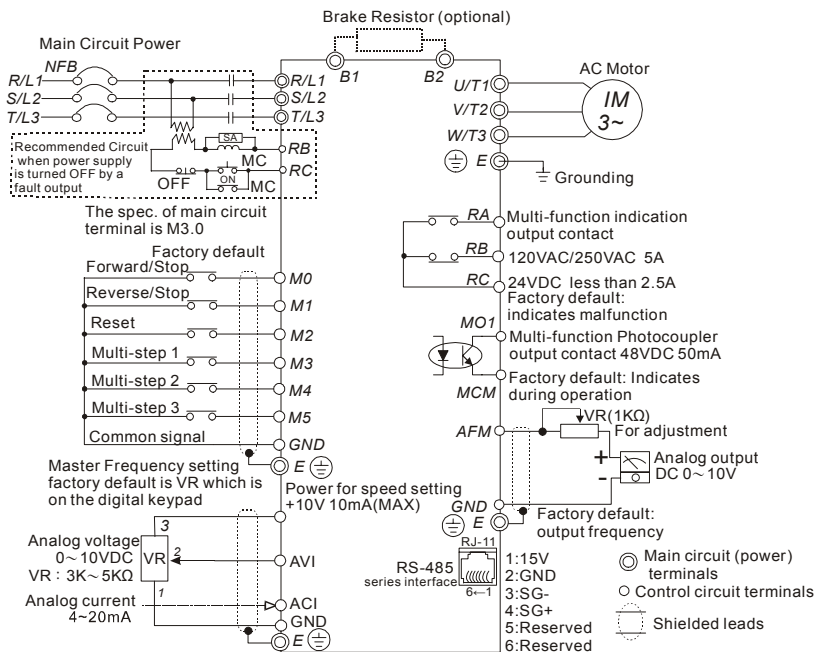 Brake Resistor (optional)
Main Circuit Power
NFB
R/L1
S/L2
T/L3
R/L1
S/L2
T/L3
B1
B2
U/T1
V/T2
W/T3
E
AC Motor
IM
3~
Grounding
Recommended Circuit
when power supply
is turned OFF by a
fault output
SA
MC
OFF
ON
MC
RB
RC
The spec. of main circuit
terminal is M3.0
Factory default
Forward/Stop
M0
Reverse/Stop
M1
Reset
M2
Multi-step 1
M3
Multi-step 2
M4
Multi-step 3
M5
Common signal
GND
E
RA
Multi-function indication
output contact
RB
120VAC/250VAC 5A
RC
24VDC less than 2.5A
Factory default:
indicates malfunction
MO1
Multi-function Photocoupler
output contact 48VDC 50mA
MCM
Factory default: Indicates
during operation
VR(1KΩ)
AFM
For adjustment
+
-
Analog output
DC 0~10V
GND
E
Factory default:
output frequency
Master Frequency setting
factory default is VR which is
on the digital keypad
Power for speed setting
+10V 10mA(MAX)
3
Analog voltage
0~10VDC
VR : 3K~5KΩ
VR
2
1
AVI
Analog current
4~20mA
ACI
GND
E
RS-485
series interface
RJ-11
6←1
1:15V
2:GND
3:SG-
4:SG+
5:Reserved
6:Reserved
Main circuit (power)
terminals
Control circuit terminals
Shielded leads